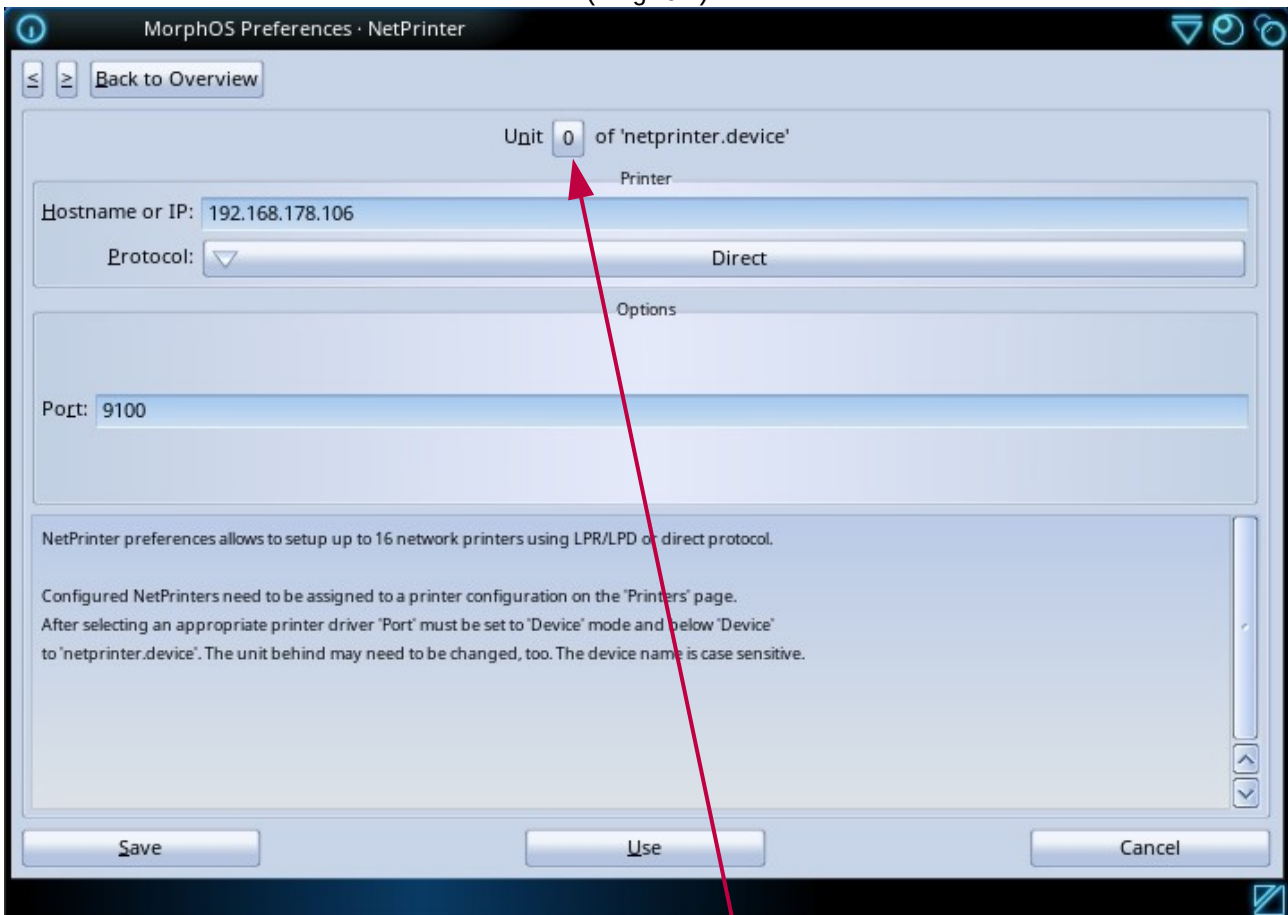 MorphOS Preferences · NetPrinter
≤ ≥ Back to Overview
Unit 0 of 'netprinter.device'
Printer
Hostname or IP: 192.168.178.106
Protocol: Direct
Options
Port: 9100
NetPrinter preferences allows to setup up to 16 network printers using LPR/LPD or direct protocol.
Configured NetPrinters need to be assigned to a printer configuration on the 'Printers' page.
After selecting an appropriate printer driver 'Port' must be set to 'Device' mode and below 'Device'
to 'netprinter.device'. The unit behind may need to be changed, too. The device name is case sensitive.
Save Use Cancel